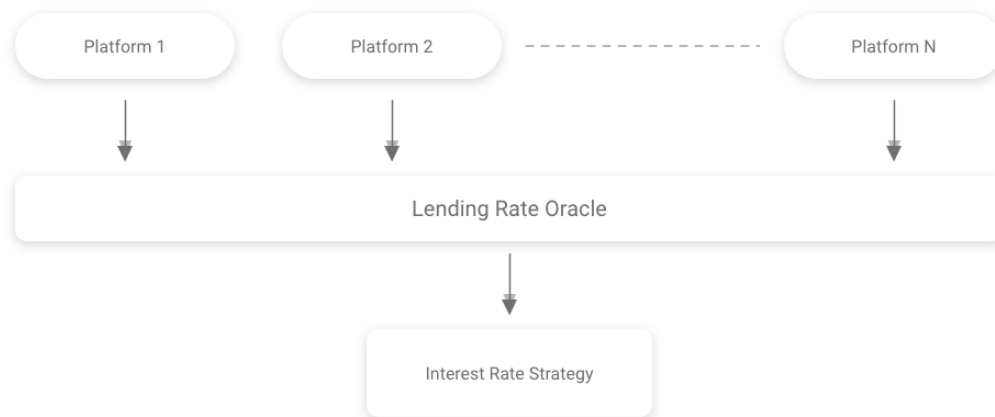 Platform 1
Platform 2
Platform N
Lending Rate Oracle
Interest Rate Strategy